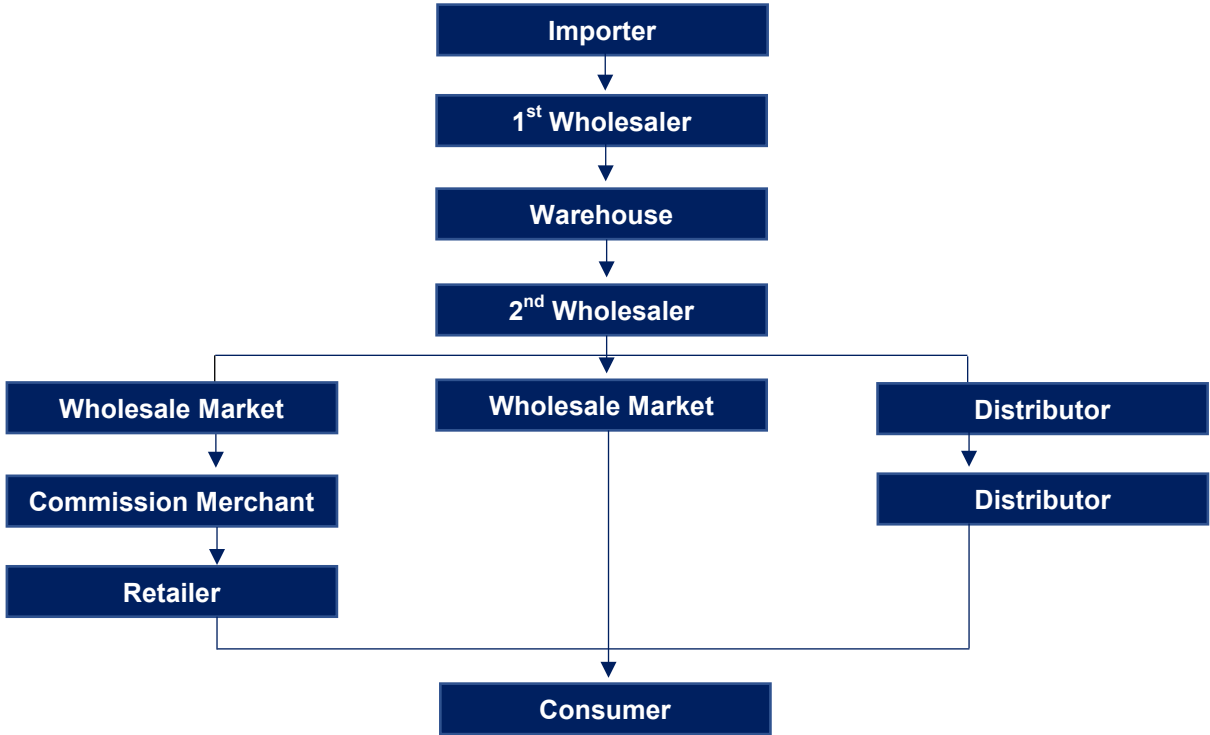 Importer
1st Wholesaler
Warehouse
2nd Wholesaler
Wholesale Market
Wholesale Market
Distributor
Commission Merchant
Distributor
Retailer
Consumer